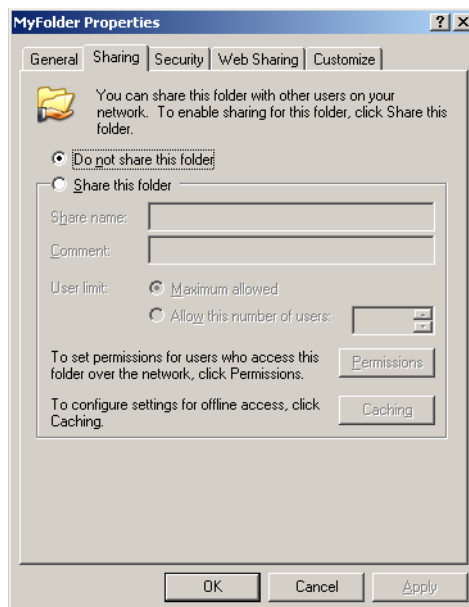 MyFolder Properties
General Sharing Security Web Sharing Customize
You can share this folder with other users on your
network. To enable sharing for this folder, click Share this
folder.
Do not share this folder
Share this folder
Share name:
Comment:
User limit: Maximum allowed
Allow this number of users:
To set permissions for users who access this
folder over the network, click Permissions.
Permissions
To configure settings for offline access, click
Caching.
Caching
OK Cancel Apply